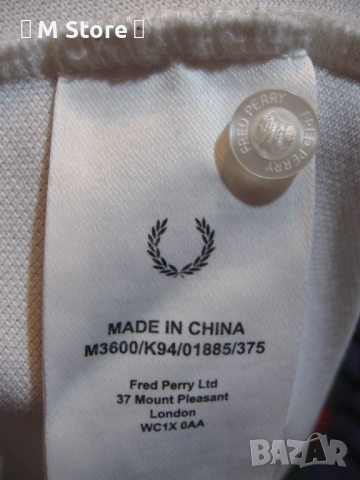 M Store
FRED PERRY
FRED PERRY
MADE IN CHINA
M3600/K94/01885/375
Fred Perry Ltd
37 Mount Pleasant
London
WC1X 0AA
BAZAR